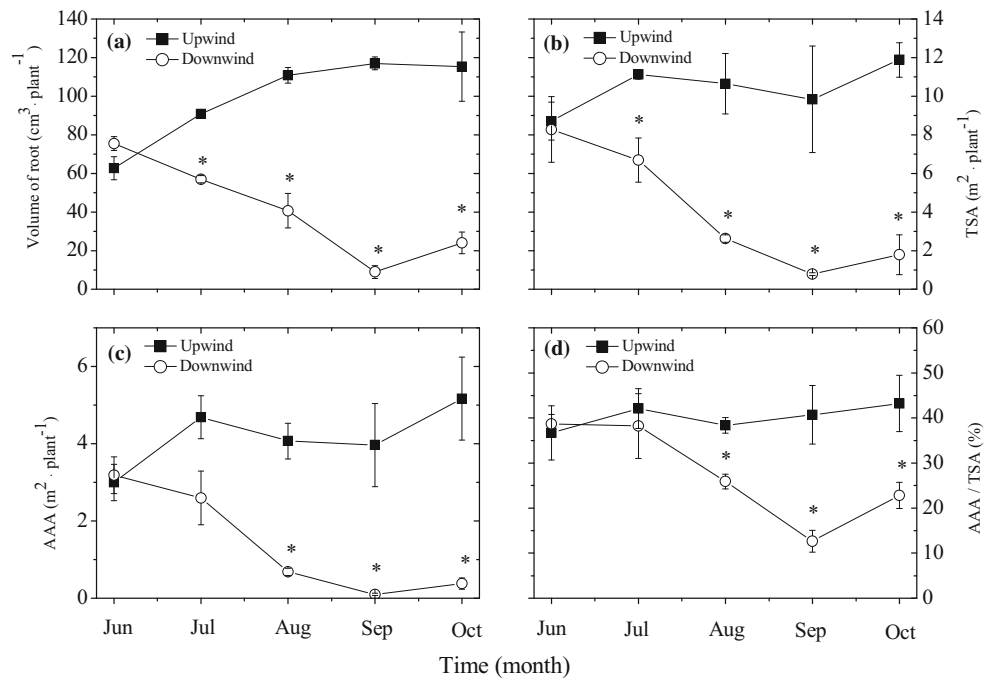 140
120
100
80
60
40
20
0
Volume of root (cm³ · plant⁻¹)
(a)
Upwind
Downwind
*
*
*
*
(b)
Upwind
Downwind
*
*
*
*
14
12
10
8
6
4
2
0
TSA (m² · plant⁻¹)
6
4
2
0
AAA (m² · plant⁻¹)
(c)
Upwind
Downwind
*
*
*
Jun Jul Aug Sep Oct
(d)
Upwind
Downwind
*
*
*
60
50
40
30
20
10
0
AAA / TSA (%)
Jun Jul Aug Sep Oct
Time (month)